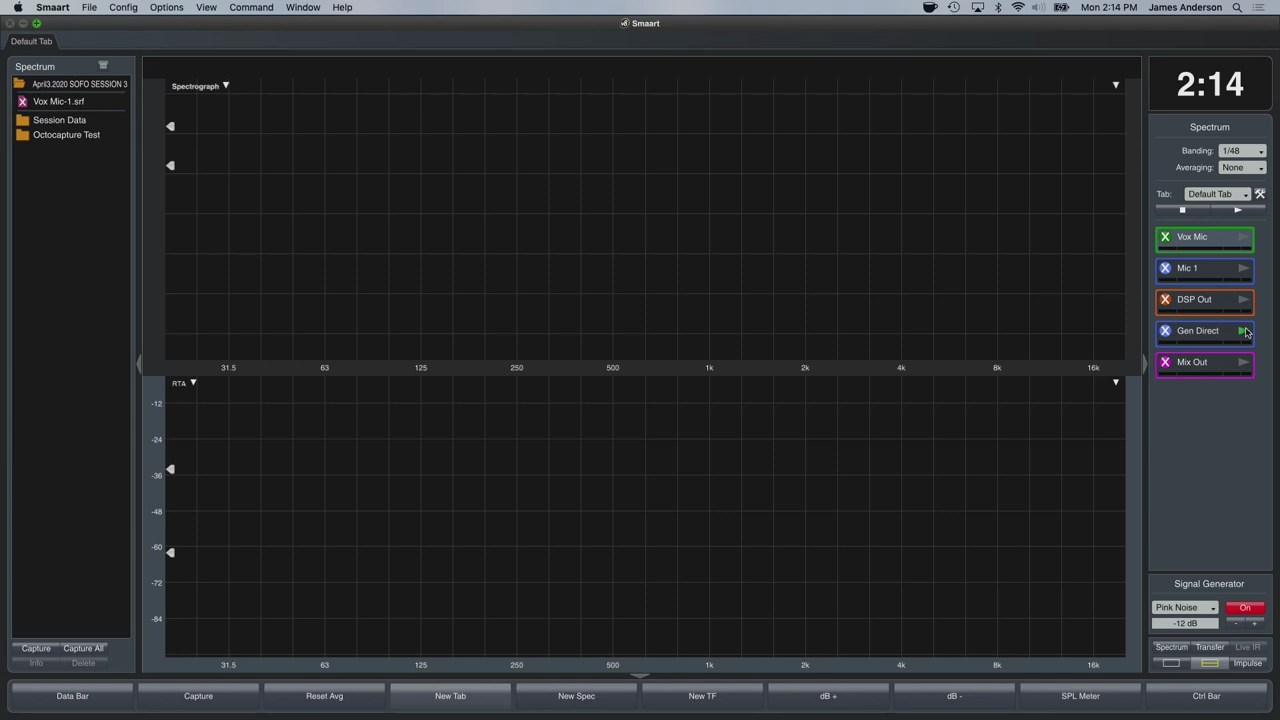 Smaart File Config Options View Command Window Help Mon 2:14 PM James Anderson
Smaart
Default Tab
Spectrum
April3.2020 SOFO SESSION 3
Vox Mic-1.srf
Session Data
Octocapture Test
Capture Capture All
Info Delete
Spectrograph
31.5 63 125 250 500 1k 2k 4k 8k 16k
RTA
-12
-24
-36
-48
-60
-72
-84
31.5 63 125 250 500 1k 2k 4k 8k 16k
2:14
Spectrum
Banding: 1/48
Averaging: None
Tab: Default Tab
Vox Mic
Mic 1
DSP Out
Gen Direct
Mix Out
Signal Generator
Pink Noise On
-12 dB - +
Spectrum Transfer Live IR
Impulse
Data Bar Capture Reset Avg New Tab New Spec New TF dB + dB - SPL Meter Ctrl Bar